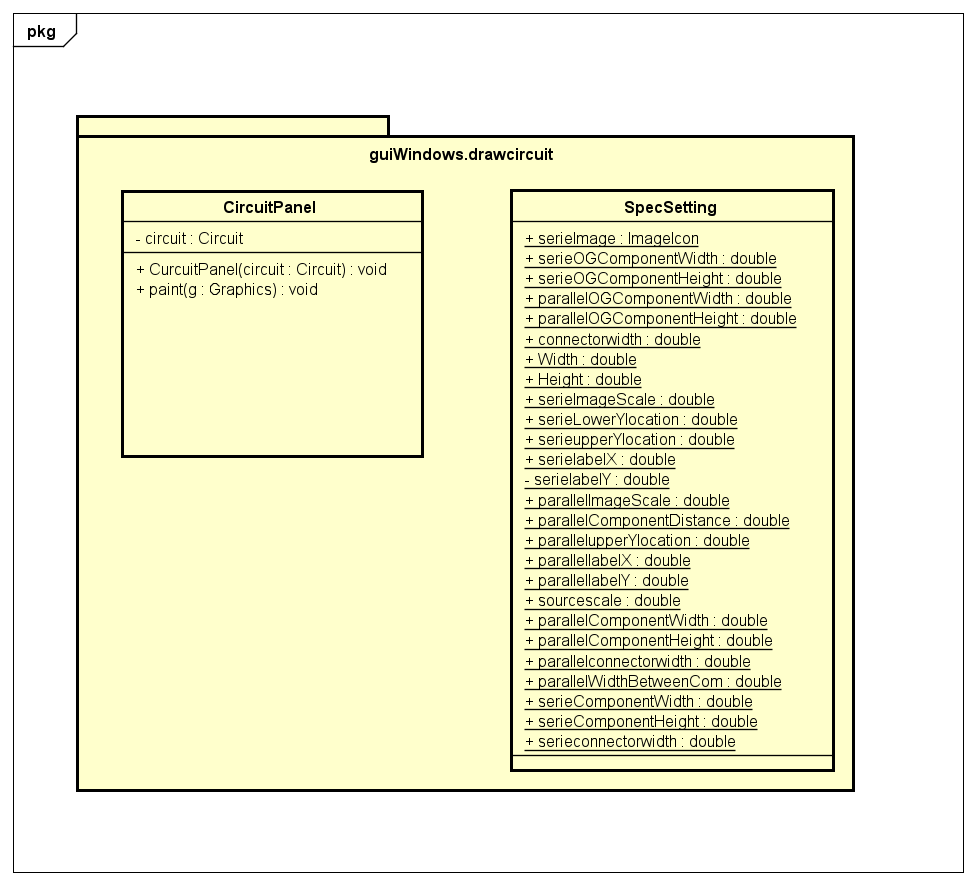 pkg
guiWindows.drawcircuit
CircuitPanel
- circuit : Circuit
+ CurcuitPanel(circuit : Circuit) : void
+ paint(g : Graphics) : void
SpecSetting
+ serieImage : ImageIcon
+ serieOGComponentWidth : double
+ serieOGComponentHeight : double
+ parallelOGComponentWidth : double
+ parallelOGComponentHeight : double
+ connectorwidth : double
+ Width : double
+ Height : double
+ serieImageScale : double
+ serieLowerYlocation : double
+ serieupperYlocation : double
+ serielabelX : double
- serielabelY : double
+ parallelImageScale : double
+ parallelComponentDistance : double
+ parallelupperYlocation : double
+ parallellabelX : double
+ parallellabelY : double
+ sourcescale : double
+ parallelComponentWidth : double
+ parallelComponentHeight : double
+ parallelconnectorwidth : double
+ parallelWidthBetweenCom : double
+ serieComponentWidth : double
+ serieComponentHeight : double
+ serieconnectorwidth : double